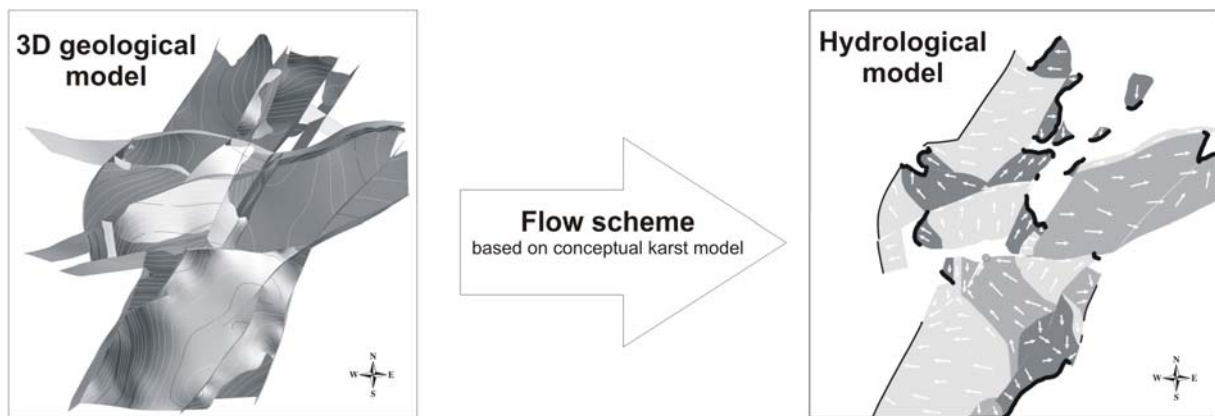 3D geological
model
N
W E
S
Flow scheme
based on conceptual karst model
Hydrological
model
N
W E
S